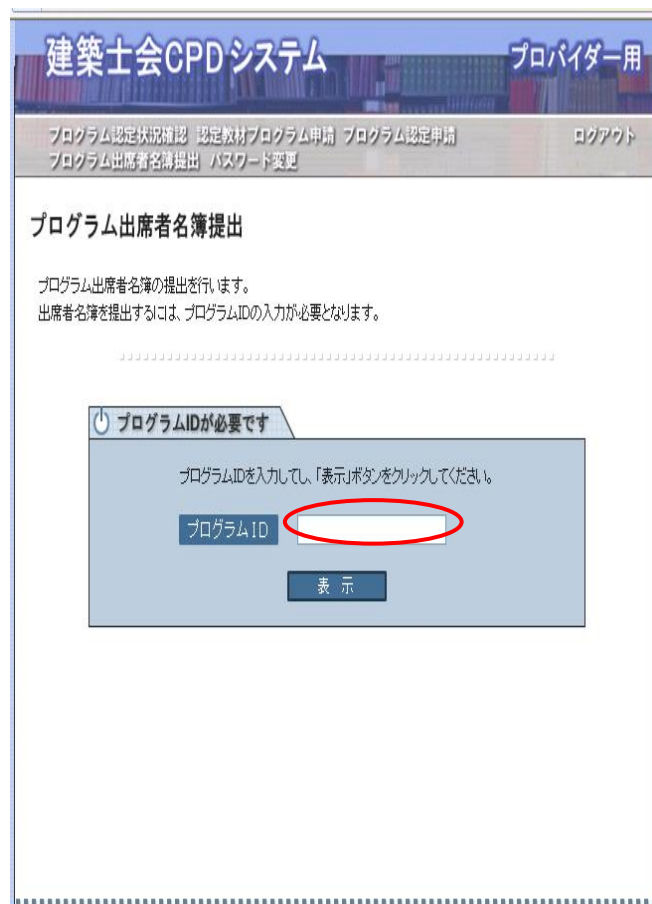 建築士会CPDシステム プロバイダー用
プログラム認定状況確認 認定教材プログラム申請 プログラム認定申請 ログアウト
プログラム出席者名簿提出 パスワード変更
プログラム出席者名簿提出
プログラム出席者名簿の提出を行います。
出席者名簿を提出するには、プログラムIDの入力が必要となります。
プログラムIDが必要です
プログラムIDを入力してし、「表示」ボタンをクリックしてください。
プログラムID
表 示